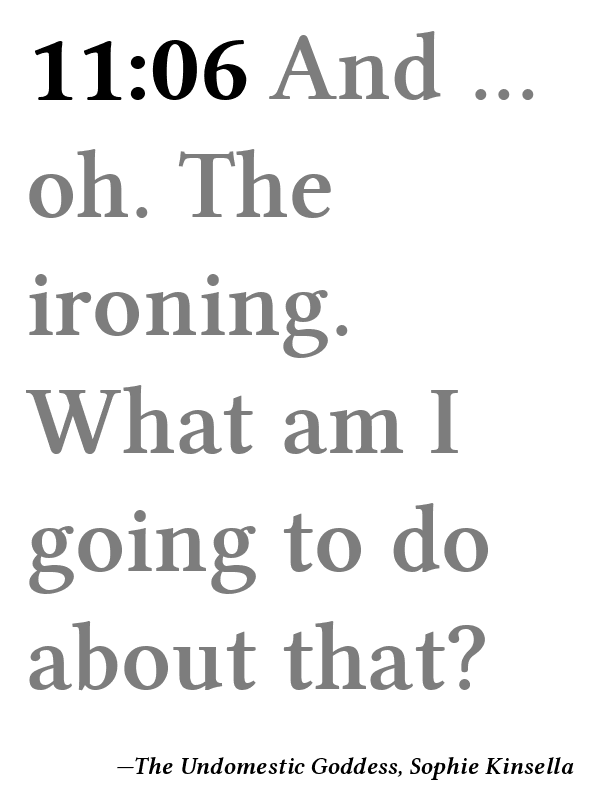 11:06 And ...
oh. The
ironing.
What am I
going to do
about that?
—The Undomestic Goddess, Sophie Kinsella